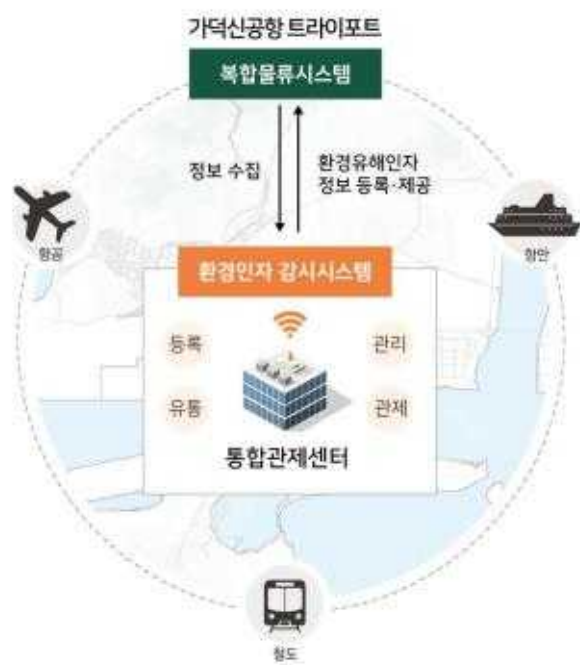 가덕신공항 트라이포트
복합물류시스템
정보 수집
환경유해인자
정보 등록·제공
항공
항만
환경인자 감시시스템
등록
관리
유통
관제
통합관제센터
철도